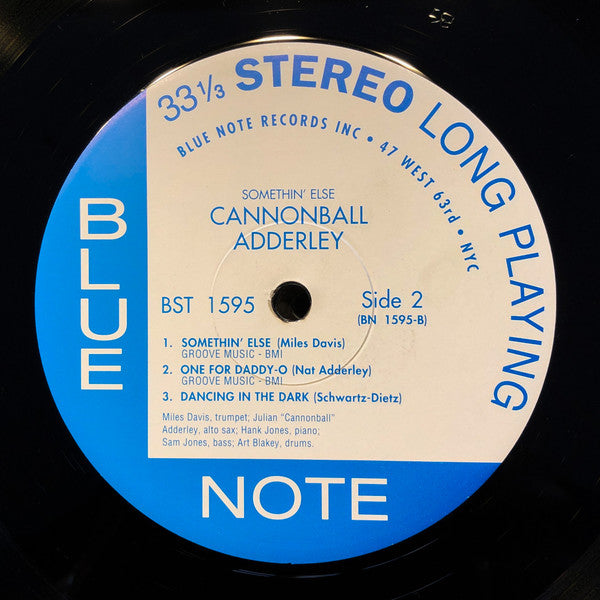 33⅓ STEREO LONG PLAYING
BLUE NOTE RECORDS INC • 47 WEST 63rd • NYC
SOMETHIN' ELSE
CANNONBALL
ADDERLEY
BST 1595
Side 2
(BN 1595-B)
1. SOMETHIN' ELSE (Miles Davis)
GROOVE MUSIC - BMI
2. ONE FOR DADDY-O (Nat Adderley)
GROOVE MUSIC - BMI
3. DANCING IN THE DARK (Schwartz-Dietz)
Miles Davis, trumpet; Julian "Cannonball"
Adderley, alto sax; Hank Jones, piano;
Sam Jones, bass; Art Blakey, drums.
BLUE
NOTE